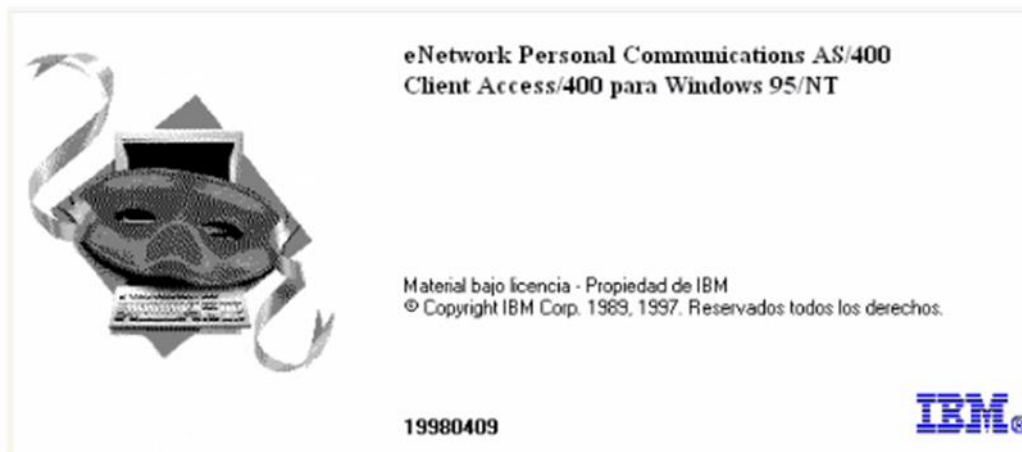 eNetwork Personal Communications AS/400
Client Access/400 para Windows 95/NT
Material bajo licencia - Propiedad de IBM
© Copyright IBM Corp. 1989, 1997. Reservados todos los derechos.
19980409
IBM®